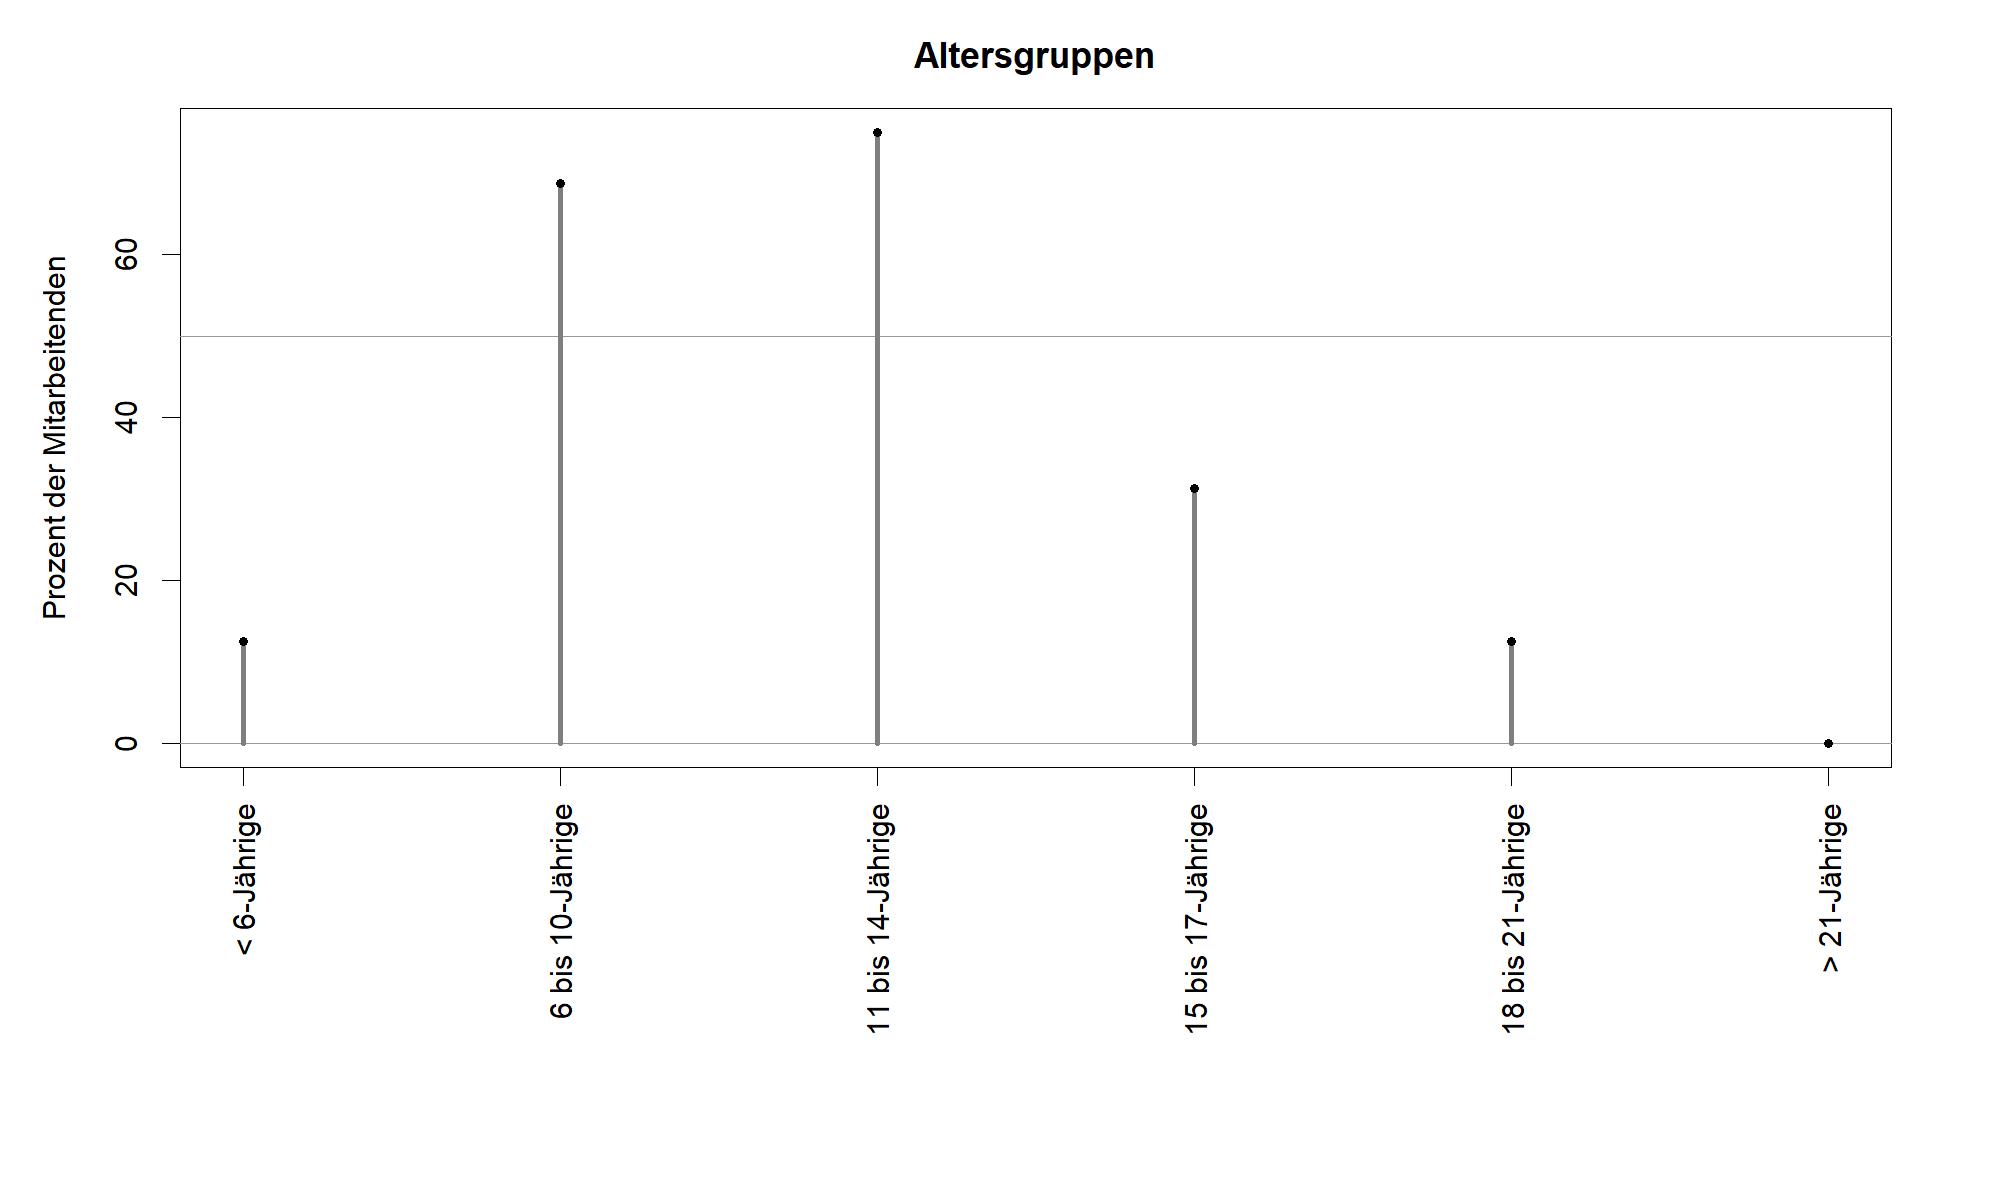 Altersgruppen
Prozent der Mitarbeitenden
60
40
20
0
< 6-Jährige
6 bis 10-Jährige
11 bis 14-Jährige
15 bis 17-Jährige
18 bis 21-Jährige
> 21-Jährige